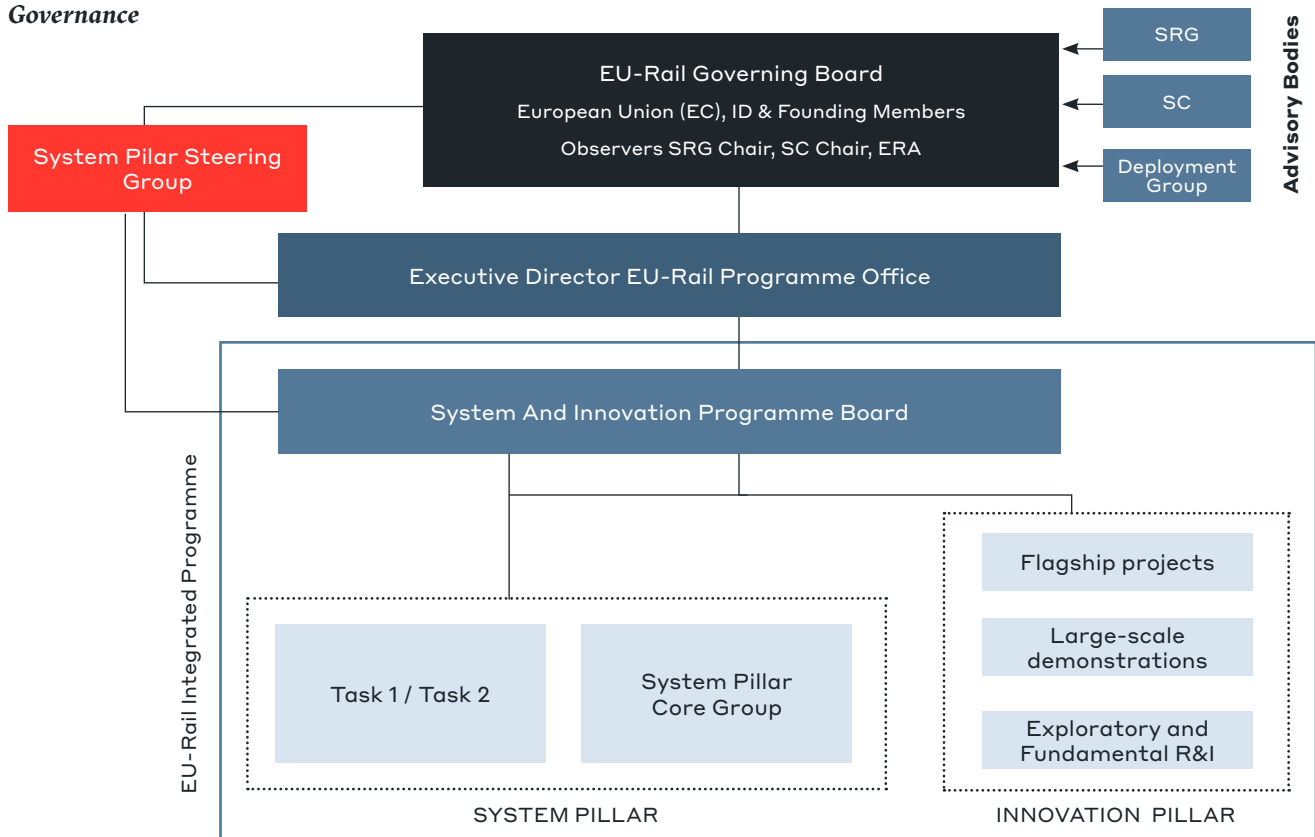 Governance
SRG
EU-Rail Governing Board
European Union (EC), ID & Founding Members
Observers SRG Chair, SC Chair, ERA
SC
Deployment
Group
Advisory Bodies
System Pilar Steering
Group
Executive Director EU-Rail Programme Office
System And Innovation Programme Board
EU-Rail Integrated Programme
Task 1 / Task 2
System Pillar
Core Group
SYSTEM PILLAR
Flagship projects
Large-scale
demonstrations
Exploratory and
Fundamental R&I
INNOVATION PILLAR